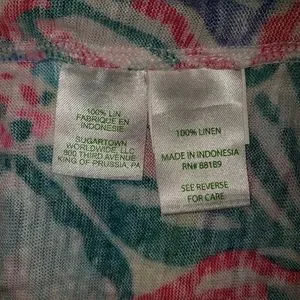 100% LIN
FABRIQUE EN
INDONESIE
SUGARTOWN
WORLDWIDE, LLC
800 THIRD AVENUE
KING OF PRUSSIA, PA
100% LINEN
MADE IN INDONESIA
RN# 88189
SEE REVERSE
FOR CARE